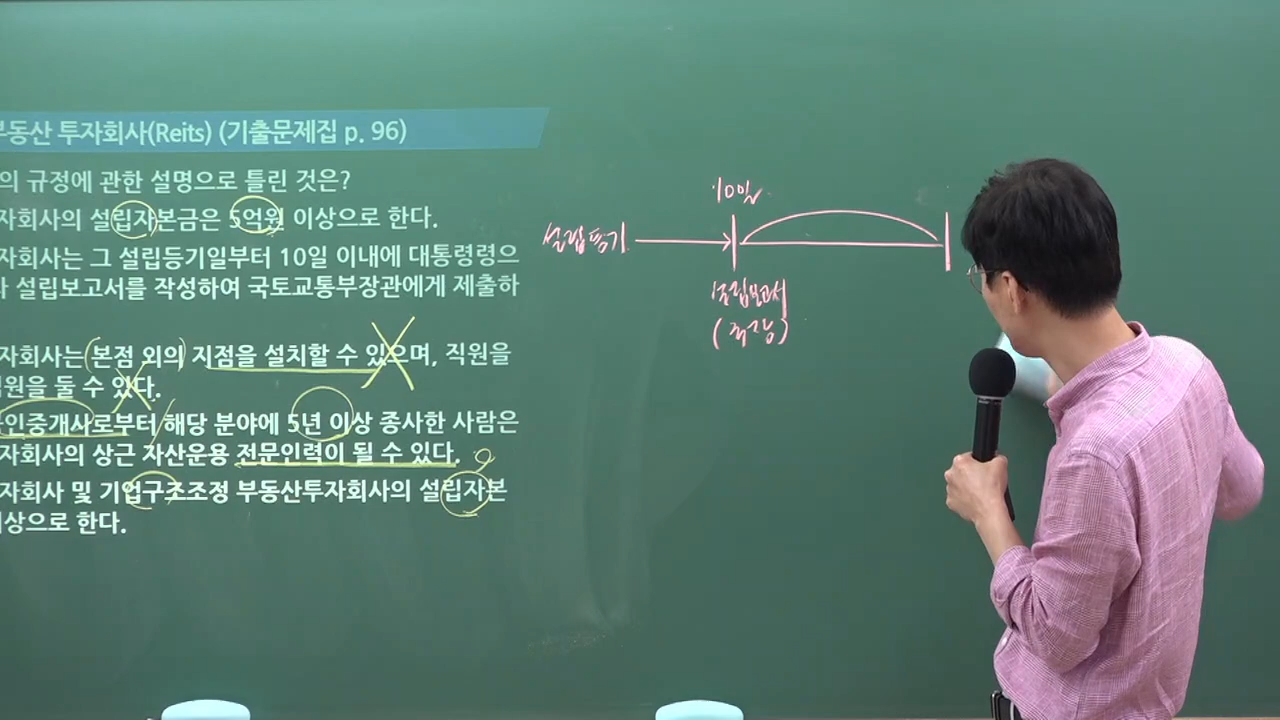 부동산 투자회사(Reits) (기출문제집 p. 96)
의 규정에 관한 설명으로 틀린 것은?
자회사의 설립자본금은 5억원 이상으로 한다.
자회사는 그 설립등기일부터 10일 이내에 대통령령으
설립보고서를 작성하여 국토교통부장관에게 제출하
자회사는 본점 외의 지점을 설치할 수 있으며, 직원을
직원을 둘 수 있다.
인중개사로부터 해당 분야에 5년 이상 종사한 사람은
자회사의 상근 자산운용 전문인력이 될 수 있다.
자회사 및 기업구조조정 부동산투자회사의 설립자본
이상으로 한다.
10일
설립등기
설립보고서
(국장)